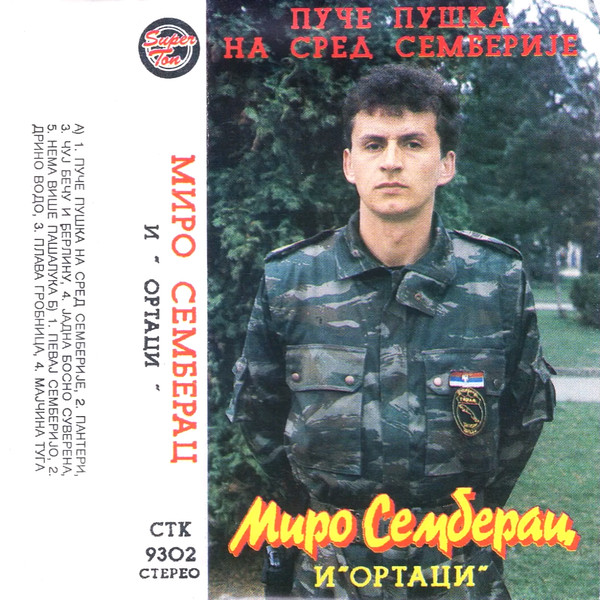 Super
Ton
А) 1. ПУЧЕ ПУШКА НА СРЕД СЕМБЕРИЈЕ, 2. ПАНТЕРИ,
3. ЧУЈ БЕЧУ И БЕРЛИНУ, 4. ЈАДНА БОСНО СУВЕРЕНА,
5. НЕМА ВИШЕ ПАШАЛУКА Б) 1. ПЕВАЈ СЕМБЕРИЈО, 2.
ДРИНО ВОДО, 3. ПЛАВА ГРОБНИЦА, 4. МАЈЧИНА ТУГА
МИРО СЕМБЕРАЦ
И " ОРТАЦИ "
СТК
9302
СТЕРЕО
ПУЧЕ ПУШКА
НА СРЕД СЕМБЕРИЈЕ
Миро Семберац
И "ОРТАЦИ"